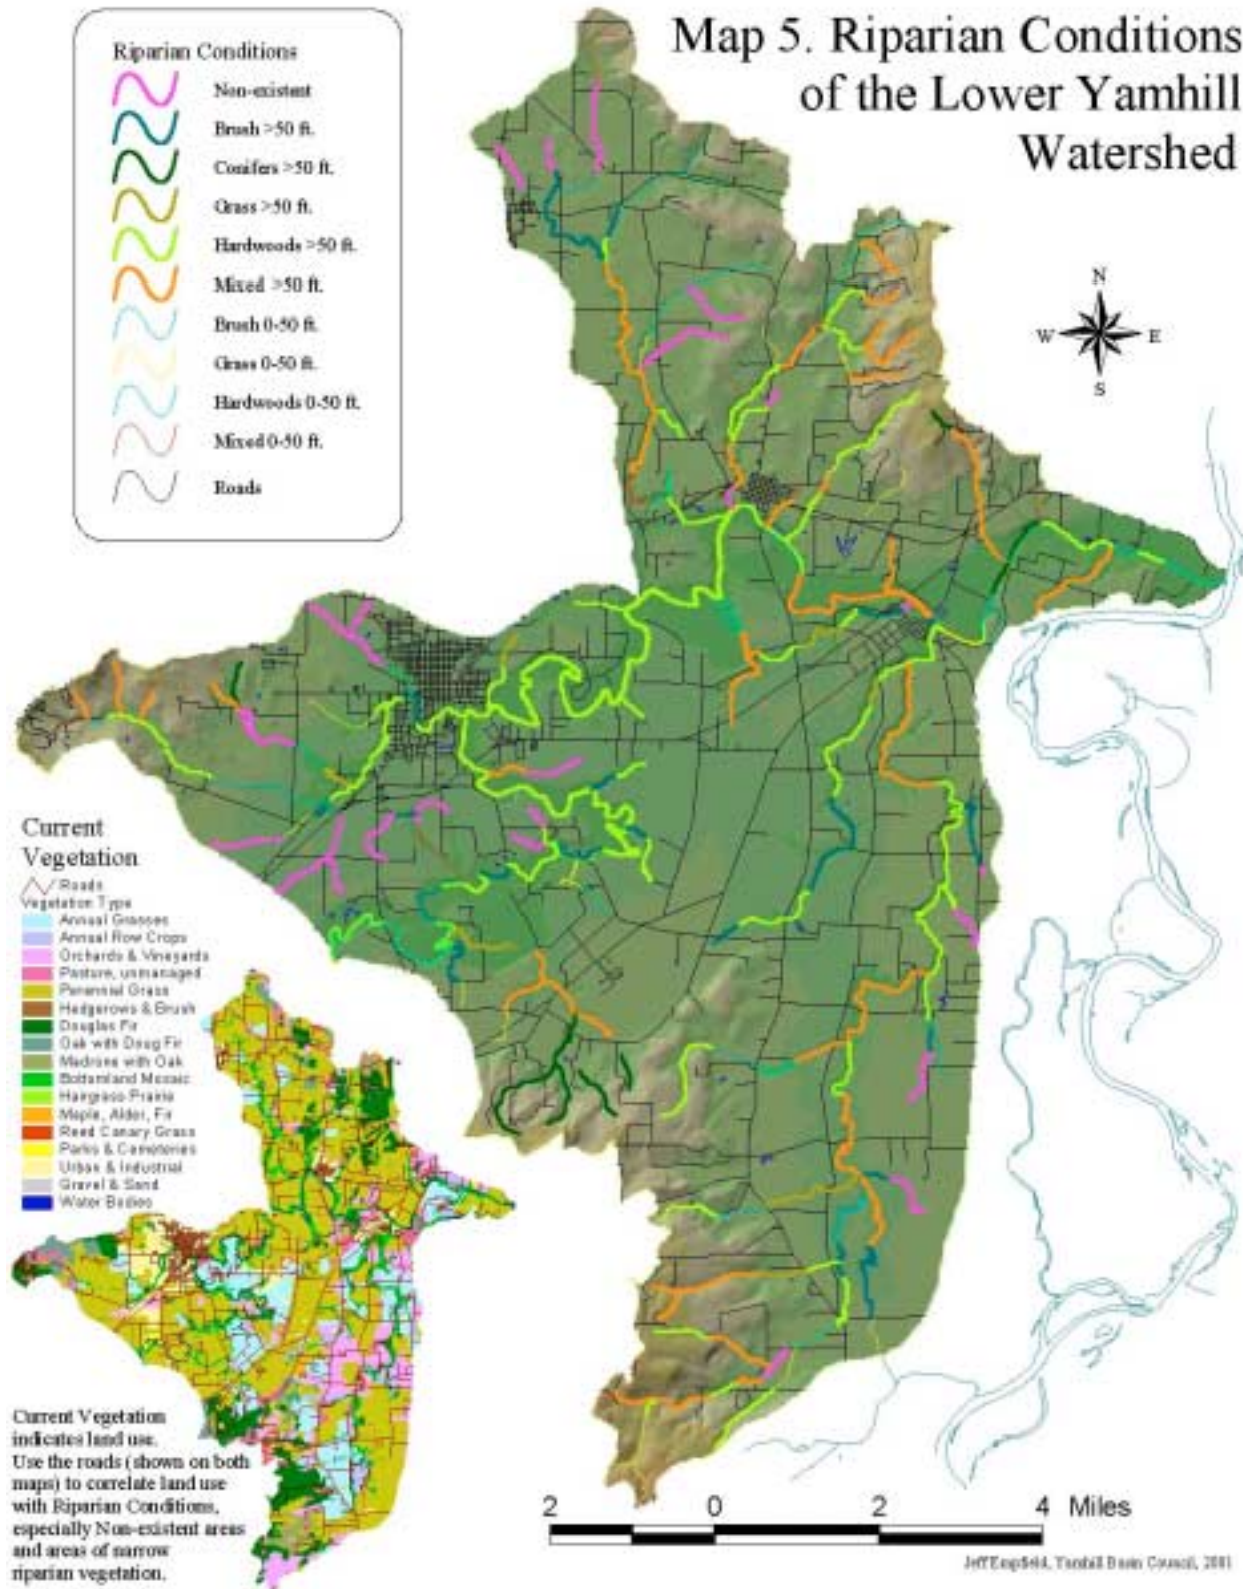 Map 5. Riparian Conditions
of the Lower Yamhill
Watershed
Riparian Conditions
Non-existent
Brush >50 ft.
Conifers >50 ft.
Grass >50 ft.
Hardwoods >50 ft.
Mixed >50 ft.
Brush 0-50 ft.
Grass 0-50 ft.
Hardwoods 0-50 ft.
Mixed 0-50 ft.
Roads
N
W E
S
Current
Vegetation
Roads
Vegetation Type
Annual Grasses
Annual Row Crops
Orchards & Vineyards
Pasture, unmanaged
Perennial Grass
Hedgerows & Brush
Douglas Fir
Oak with Doug Fir
Madrone with Oak
Bottomland Mosaic
Hairgrass Prairie
Maple, Alder, Fir
Reed Canary Grass
Parks & Cemeteries
Urban & Industrial
Gravel & Sand
Water Bodies
Current Vegetation
indicates land use.
Use the roads (shown on both
maps) to correlate land use
with Riparian Conditions,
especially Non-existent areas
and areas of narrow
riparian vegetation.
2 0 2 4 Miles
Jeff Empfield, Yamhill Basin Council, 2001